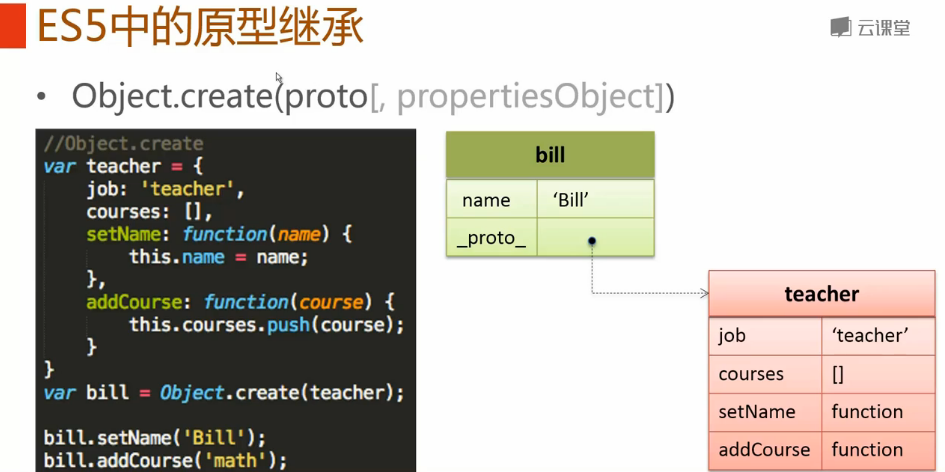 ES5中的原型继承
云课堂
• Object.create(proto[, propertiesObject])
//Object.create
var teacher = {
job: 'teacher',
courses: [],
setName: function(name) {
this.name = name;
},
addCourse: function(course) {
this.courses.push(course);
}
}
var bill = Object.create(teacher);
bill.setName('Bill');
bill.addCourse('math');
bill
name ‘Bill’
_proto_
teacher
job ‘teacher’
courses []
setName function
addCourse function